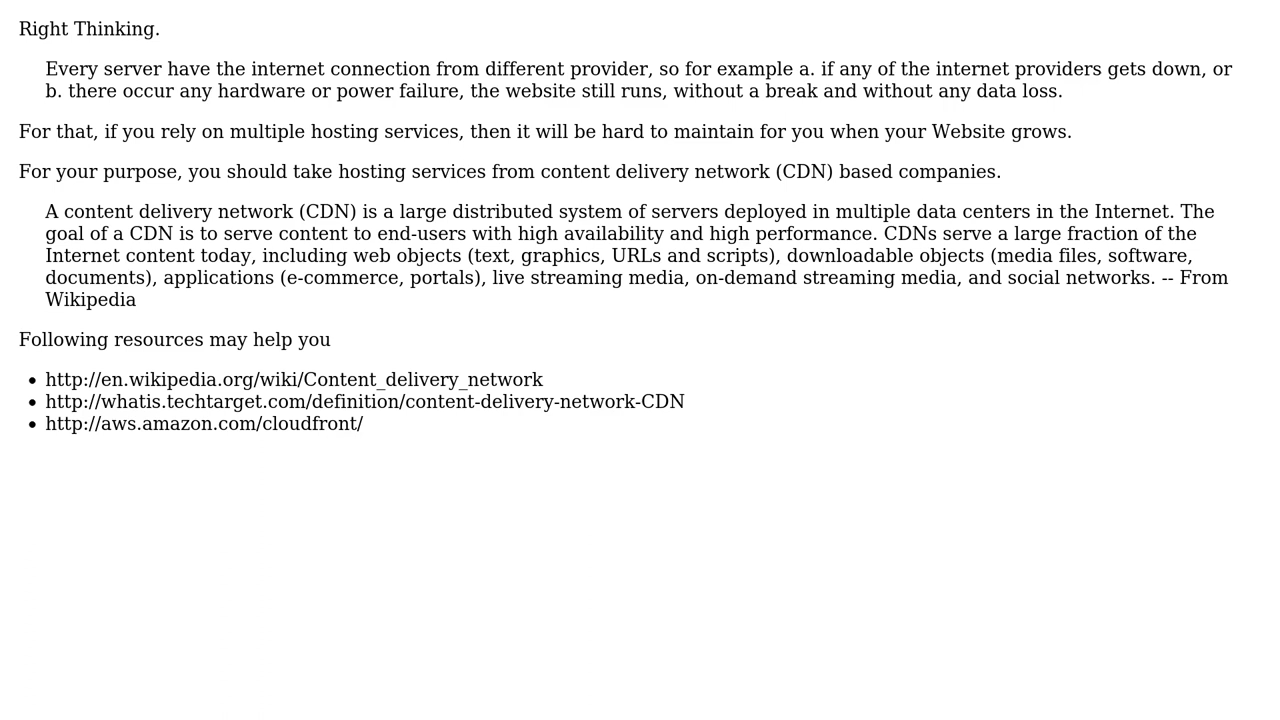 Right Thinking.
Every server have the internet connection from different provider, so for example a. if any of the internet providers gets down, or
b. there occur any hardware or power failure, the website still runs, without a break and without any data loss.
For that, if you rely on multiple hosting services, then it will be hard to maintain for you when your Website grows.
For your purpose, you should take hosting services from content delivery network (CDN) based companies.
A content delivery network (CDN) is a large distributed system of servers deployed in multiple data centers in the Internet. The
goal of a CDN is to serve content to end-users with high availability and high performance. CDNs serve a large fraction of the
Internet content today, including web objects (text, graphics, URLs and scripts), downloadable objects (media files, software,
documents), applications (e-commerce, portals), live streaming media, on-demand streaming media, and social networks. -- From
Wikipedia
Following resources may help you
• http://en.wikipedia.org/wiki/Content_delivery_network
• http://whatis.techtarget.com/definition/content-delivery-network-CDN
• http://aws.amazon.com/cloudfront/